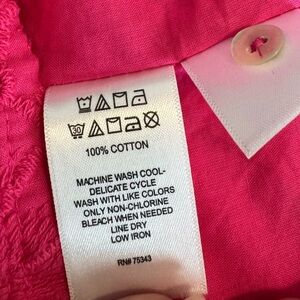 30
100% COTTON
MACHINE WASH COOL-
DELICATE CYCLE
WASH WITH LIKE COLORS
ONLY NON-CHLORINE
BLEACH WHEN NEEDED
LINE DRY
LOW IRON
RN# 75343